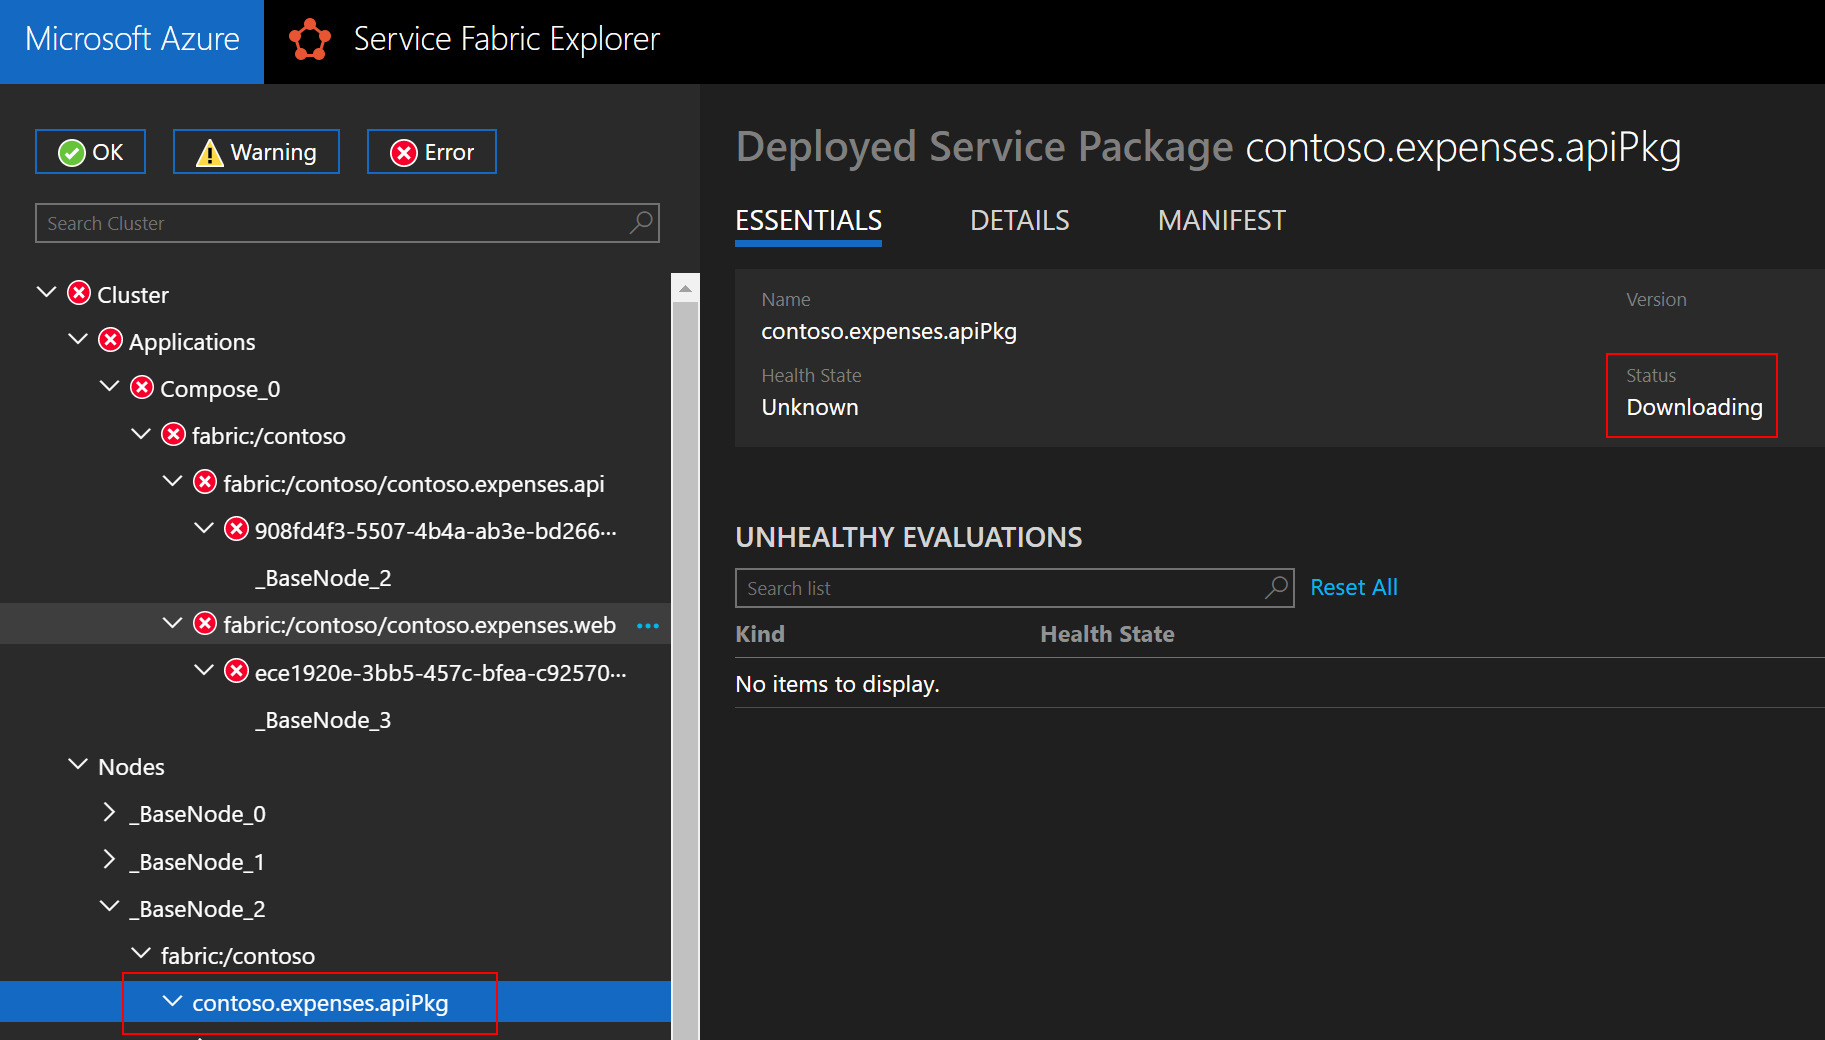 Microsoft Azure
Service Fabric Explorer
OK
Warning
Error
Search Cluster
Cluster
Applications
Compose_0
fabric:/contoso
fabric:/contoso/contoso.expenses.api
908fd4f3-5507-4b4a-ab3e-bd266...
_BaseNode_2
fabric:/contoso/contoso.expenses.web ...
ece1920e-3bb5-457c-bfea-c92570...
_BaseNode_3
Nodes
_BaseNode_0
_BaseNode_1
_BaseNode_2
fabric:/contoso
contoso.expenses.apiPkg
Deployed Service Package contoso.expenses.apiPkg
ESSENTIALS DETAILS MANIFEST
Name Version
contoso.expenses.apiPkg
Health State Status
Unknown Downloading
UNHEALTHY EVALUATIONS
Search list Reset All
Kind Health State
No items to display.